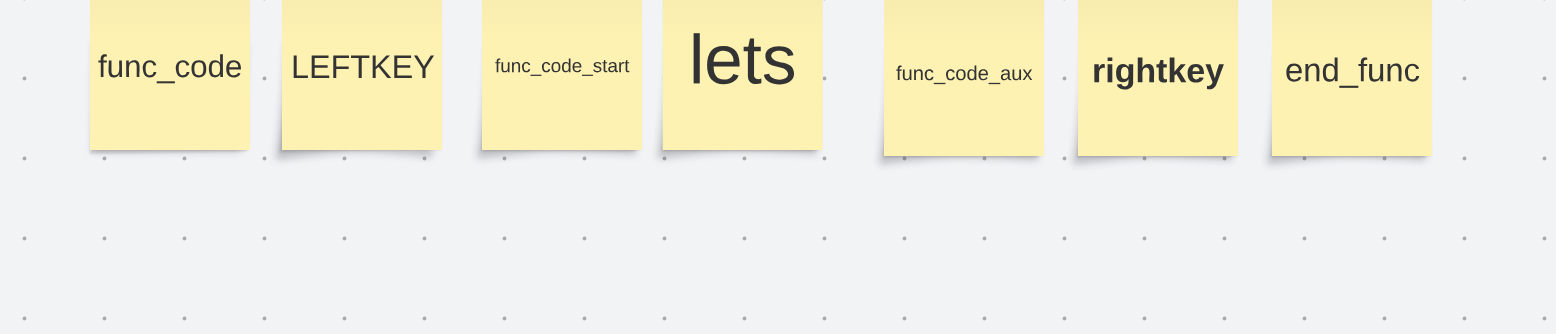 func_code
LEFTKEY
func_code_start
lets
func_code_aux
rightkey
end_func